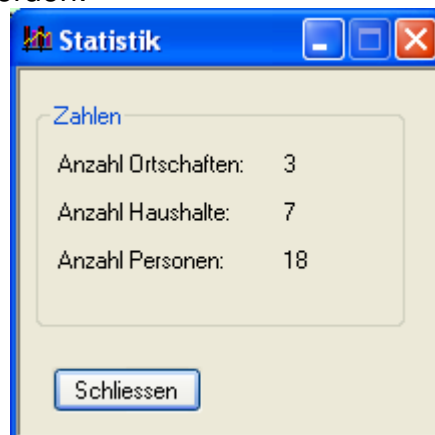 Statistik
Zahlen
Anzahl Ortschaften: 3
Anzahl Haushalte: 7
Anzahl Personen: 18
Schliessen